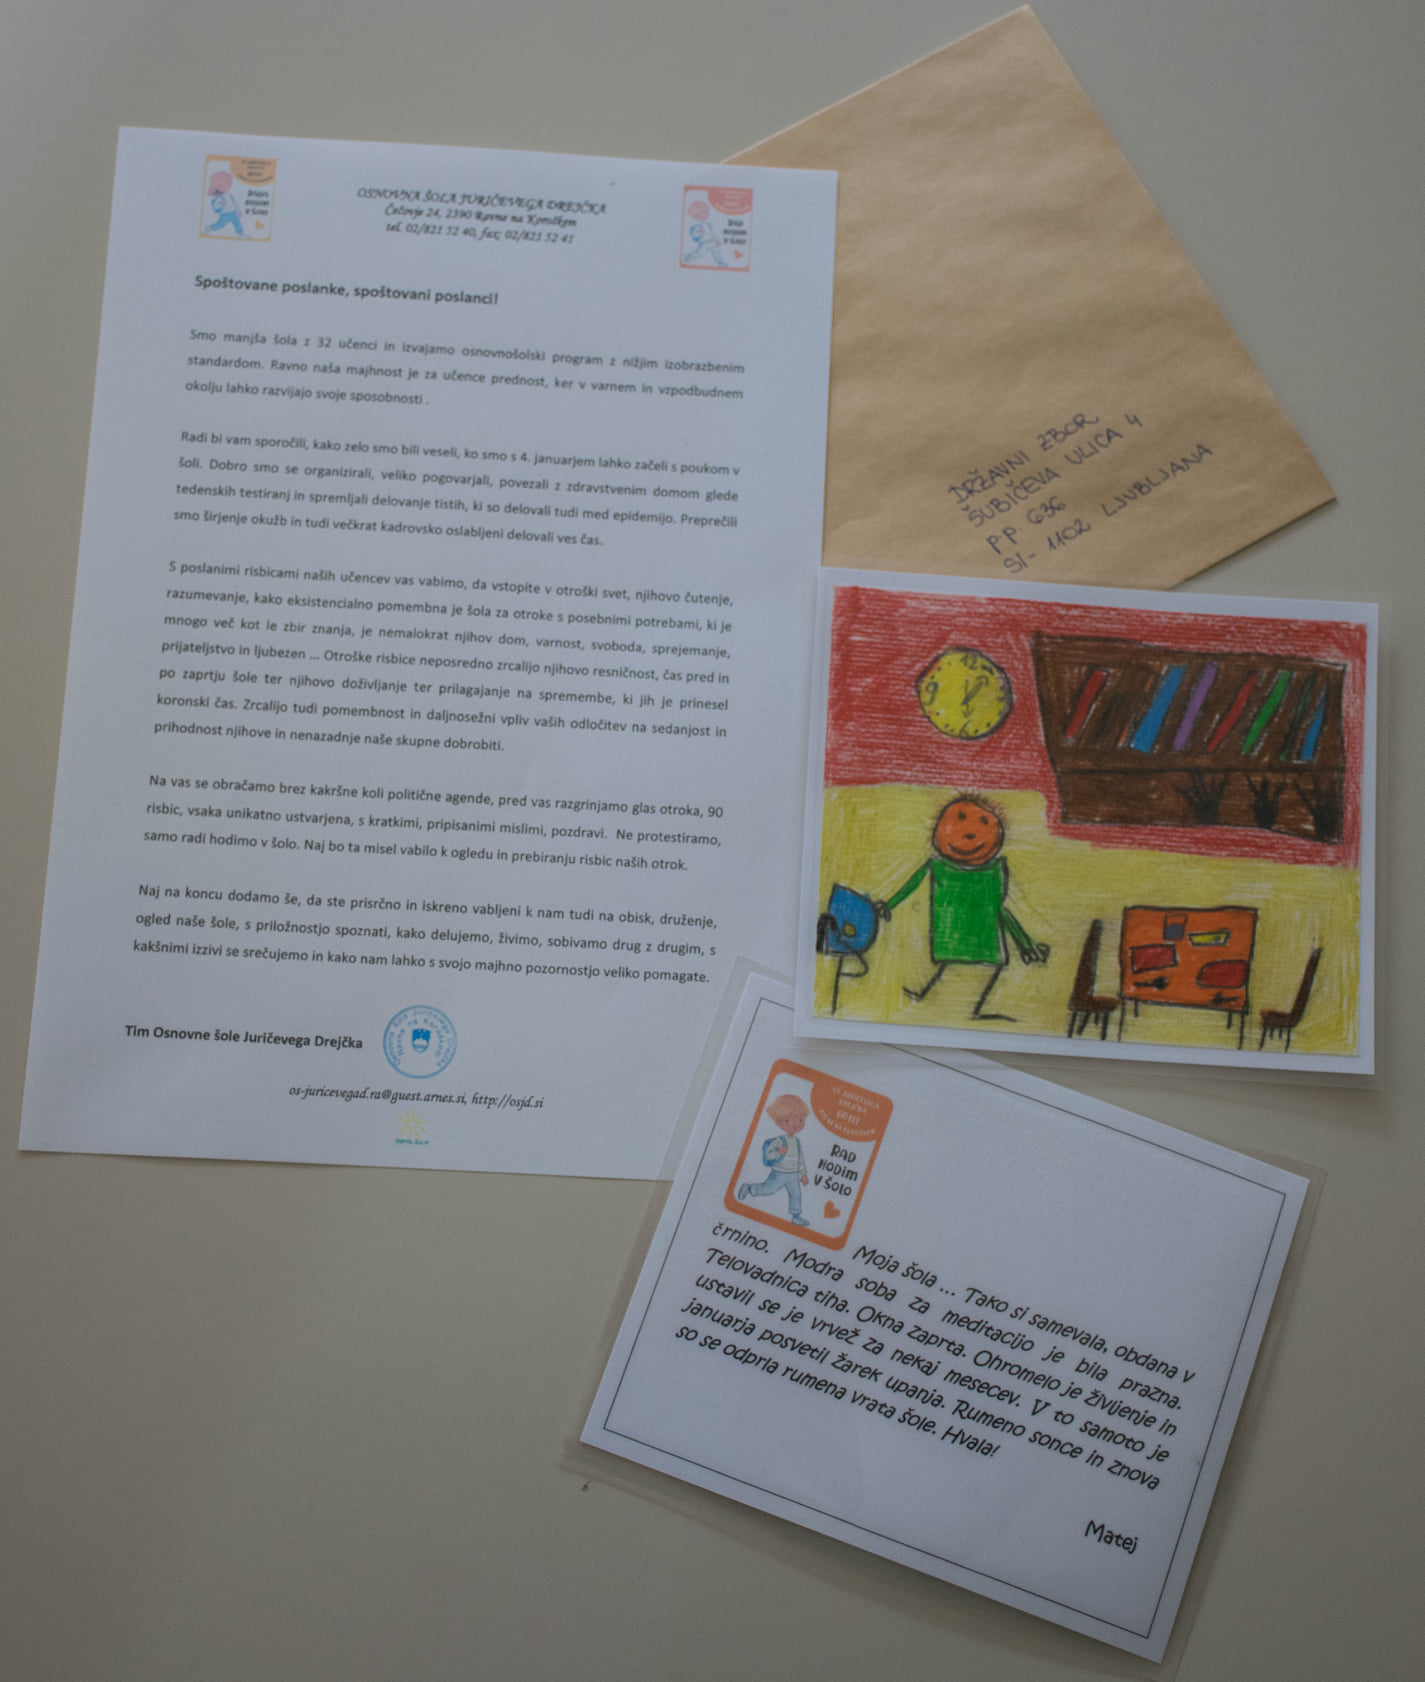 OSNOVNA ŠOLA JURIČEVEGA DREJČKA
Čečovje 24, 2390 Ravne na Koroškem
tel. 02/821 52 40, fax; 02/821 52 41
RAD
HODIM
V ŠOLO
Spoštovane poslanke, spoštovani poslanci!
Smo manjša šola z 32 učenci in izvajamo osnovnošolski program z nižjim izobrazbenim
standardom. Ravno naša majhnost je za učence prednost, ker v varnem in vzpodbudnem
okolju lahko razvijajo svoje sposobnosti .
Radi bi vam sporočili, kako zelo smo bili veseli, ko smo s 4. januarjem lahko začeli s poukom v
šoli. Dobro smo se organizirali, veliko pogovarjali, povezali z zdravstvenim domom glede
tedenskih testiranj in spremljali delovanje tistih, ki so delovali tudi med epidemijo. Preprečili
smo širjenje okužb in tudi večkrat kadrovsko oslabljeni delovali ves čas.
S poslanimi risbicami naših učencev vas vabimo, da vstopite v otroški svet, njihovo čutenje,
razumevanje, kako eksistencialno pomembna je šola za otroke s posebnimi potrebami, ki je
mnogo več kot le zbir znanja, je nemalokrat njihov dom, varnost, svoboda, sprejemanje,
prijateljstvo in ljubezen ... Otroške risbice neposredno zrcalijo njihovo resničnost, čas pred in
po zaprtju šole ter njihovo doživljanje ter prilagajanje na spremembe, ki jih je prinesel
koronski čas. Zrcalijo tudi pomembnost in daljnosežni vpliv vaših odločitev na sedanjost in
prihodnost njihove in nenazadnje naše skupne dobrobiti.
Na vas se obračamo brez kakršne koli politične agende, pred vas razgrinjamo glas otroka, 90
risbic, vsaka unikatno ustvarjena, s kratkimi, pripisanimi mislimi, pozdravi. Ne protestiramo,
samo radi hodimo v šolo. Naj bo ta misel vabilo k ogledu in prebiranju risbic naših otrok.
Naj na koncu dodamo še, da ste prisrčno in iskreno vabljeni k nam tudi na obisk, druženje,
ogled naše šole, s priložnostjo spoznati, kako delujemo, živimo, sobivamo drug z drugim, s
kakšnimi izzivi se srečujemo in kako nam lahko s svojo majhno pozornostjo veliko pomagate.
Tim Osnovne šole Juričevega Drejčka
Osnovna šola Juričevega Drejčka
Ravne na Koroškem
os-juricevegad.ra@guest.arnes.si, http://osjd.si
DRŽAVNI ZBOR
ŠUBIČEVA ULICA 4
P.P. 636
SI- 1102 LJUBLJANA
12
9
6
RAD
HODIM
V ŠOLO
Moja šola ... Tako si samevala, obdana v
črnino. Modra soba za meditacijo je bila prazna.
Telovadnica tiha. Okna zaprta. Ohromelo je življenje in
ustavil se je vrvež za nekaj mesecev. V to samoto je
januarja posvetil žarek upanja. Rumeno sonce in znova
so se odprla rumena vrata šole. Hvala!
Matej